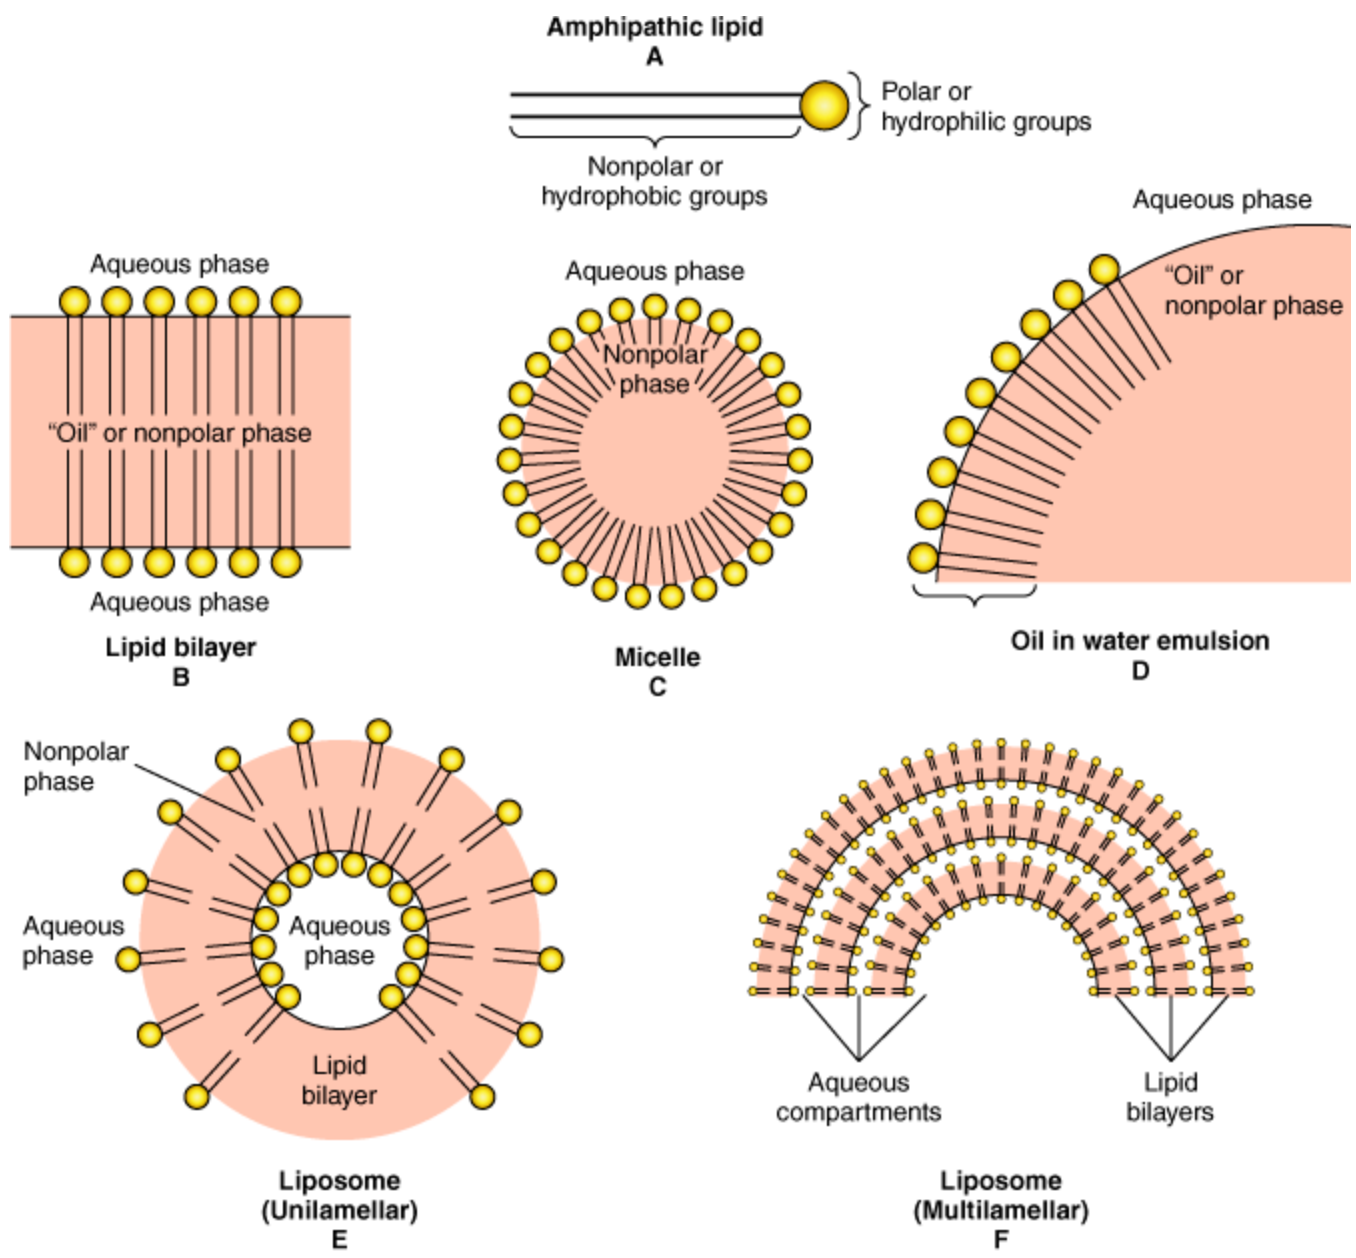 Amphipathic lipid
A
Polar or
hydrophilic groups
Nonpolar or
hydrophobic groups
Aqueous phase
“Oil” or nonpolar phase
Aqueous phase
Lipid bilayer
B
Aqueous phase
Nonpolar
phase
Micelle
C
Aqueous phase
“Oil” or
nonpolar phase
Oil in water emulsion
D
Nonpolar
phase
Aqueous
phase
Aqueous
phase
Lipid
bilayer
Liposome
(Unilamellar)
E
Aqueous
compartments
Lipid
bilayers
Liposome
(Multilamellar)
F